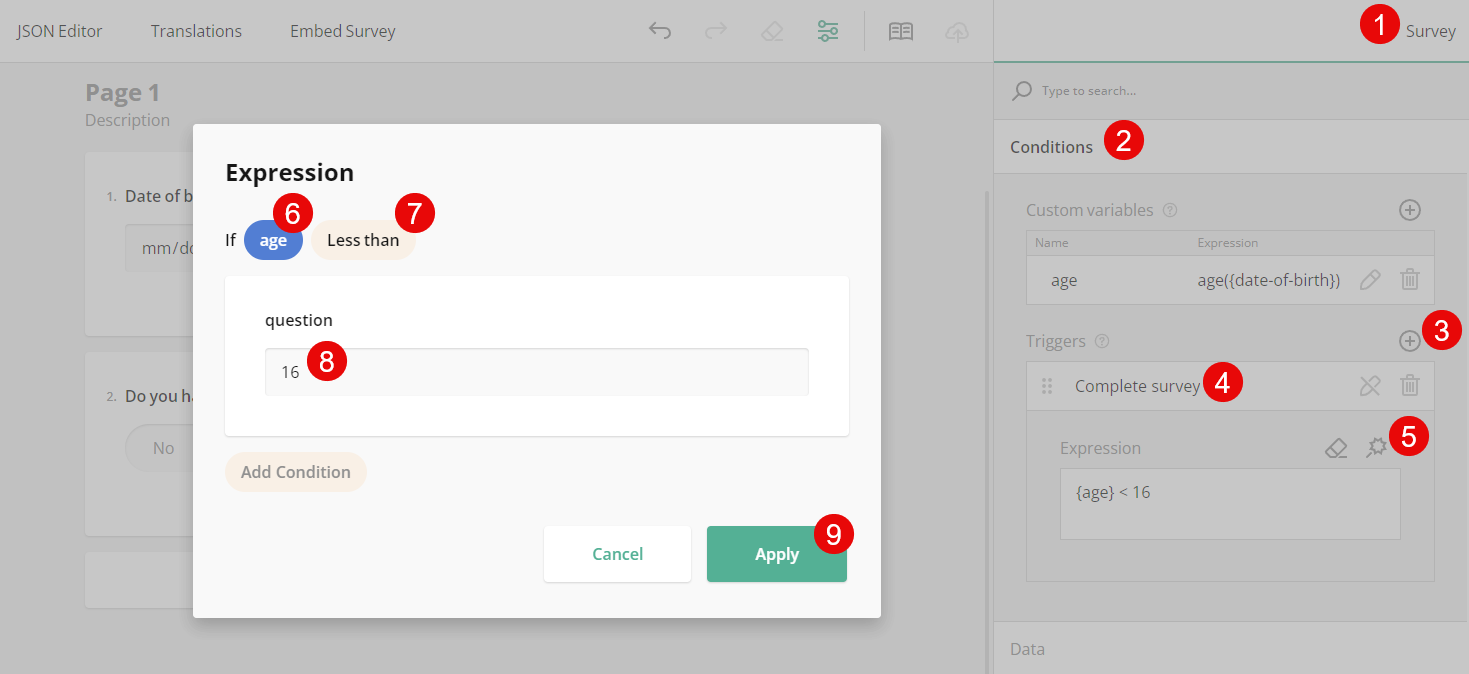 JSON Editor
Translations
Embed Survey
1
Survey
Type to search...
Page 1
Description
Conditions
2
1. Date of b
mm/dd
2. Do you ha
No
Expression
6
7
If age Less than
question
16
8
Add Condition
Cancel
Apply
9
Custom variables ?
Name Expression
age age({date-of-birth})
Triggers ?
3
Complete survey
4
Expression
5
{age} < 16
Data